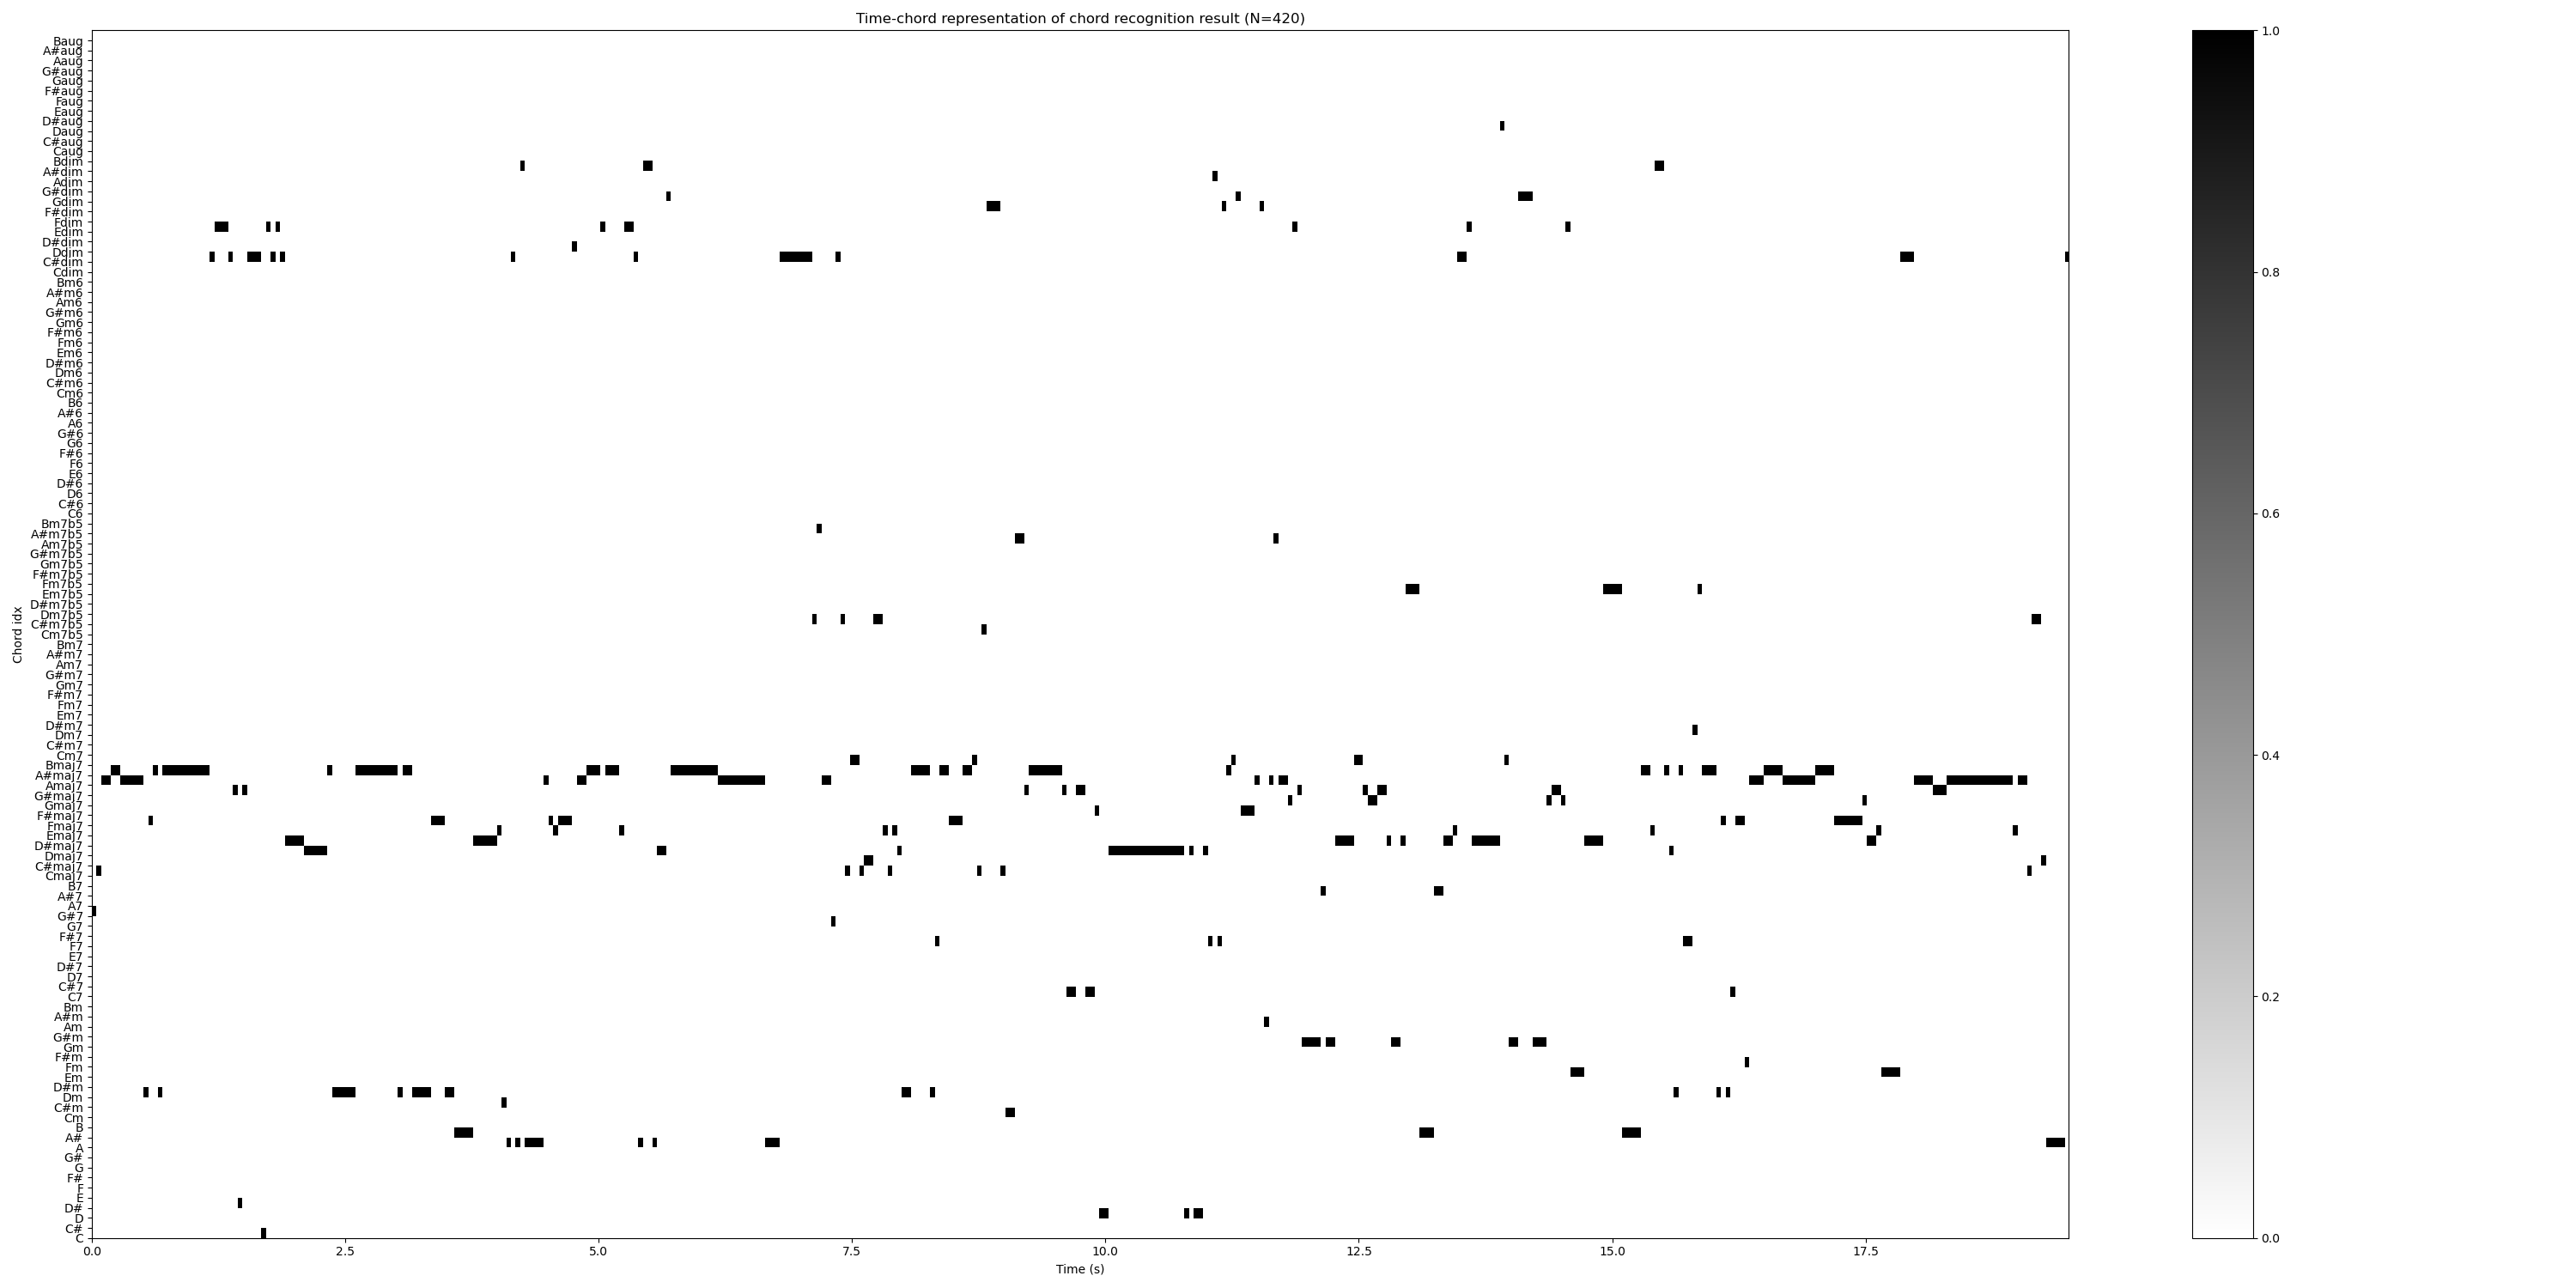 Time-chord representation of chord recognition result (N=420)
Chord idx
Baug
A#aug
Aaug
G#aug
Gaug
F#aug
Faug
Eaug
D#aug
Daug
C#aug
Caug
Bdim
A#dim
Adim
G#dim
Gdim
F#dim
Fdim
Edim
D#dim
Ddim
C#dim
Cdim
Bm6
A#m6
Am6
G#m6
Gm6
F#m6
Fm6
Em6
D#m6
Dm6
C#m6
Cm6
B6
A#6
A6
G#6
G6
F#6
F6
E6
D#6
D6
C#6
C6
Bm7b5
A#m7b5
Am7b5
G#m7b5
Gm7b5
F#m7b5
Fm7b5
Em7b5
D#m7b5
Dm7b5
C#m7b5
Cm7b5
Bm7
A#m7
Am7
G#m7
Gm7
F#m7
Fm7
Em7
D#m7
Dm7
C#m7
Cm7
Bmaj7
A#maj7
Amaj7
G#maj7
Gmaj7
F#maj7
Fmaj7
Emaj7
D#maj7
Dmaj7
C#maj7
Cmaj7
B7
A#7
A7
G#7
G7
F#7
F7
E7
D#7
D7
C#7
C7
Bm
A#m
Am
G#m
Gm
F#m
Fm
Em
D#m
Dm
C#m
Cm
B
A#
A
G#
G
F#
F
E
D#
D
C#
C
0.0 2.5 5.0 7.5 10.0 12.5 15.0 17.5
Time (s)
1.0
0.8
0.6
0.4
0.2
0.0